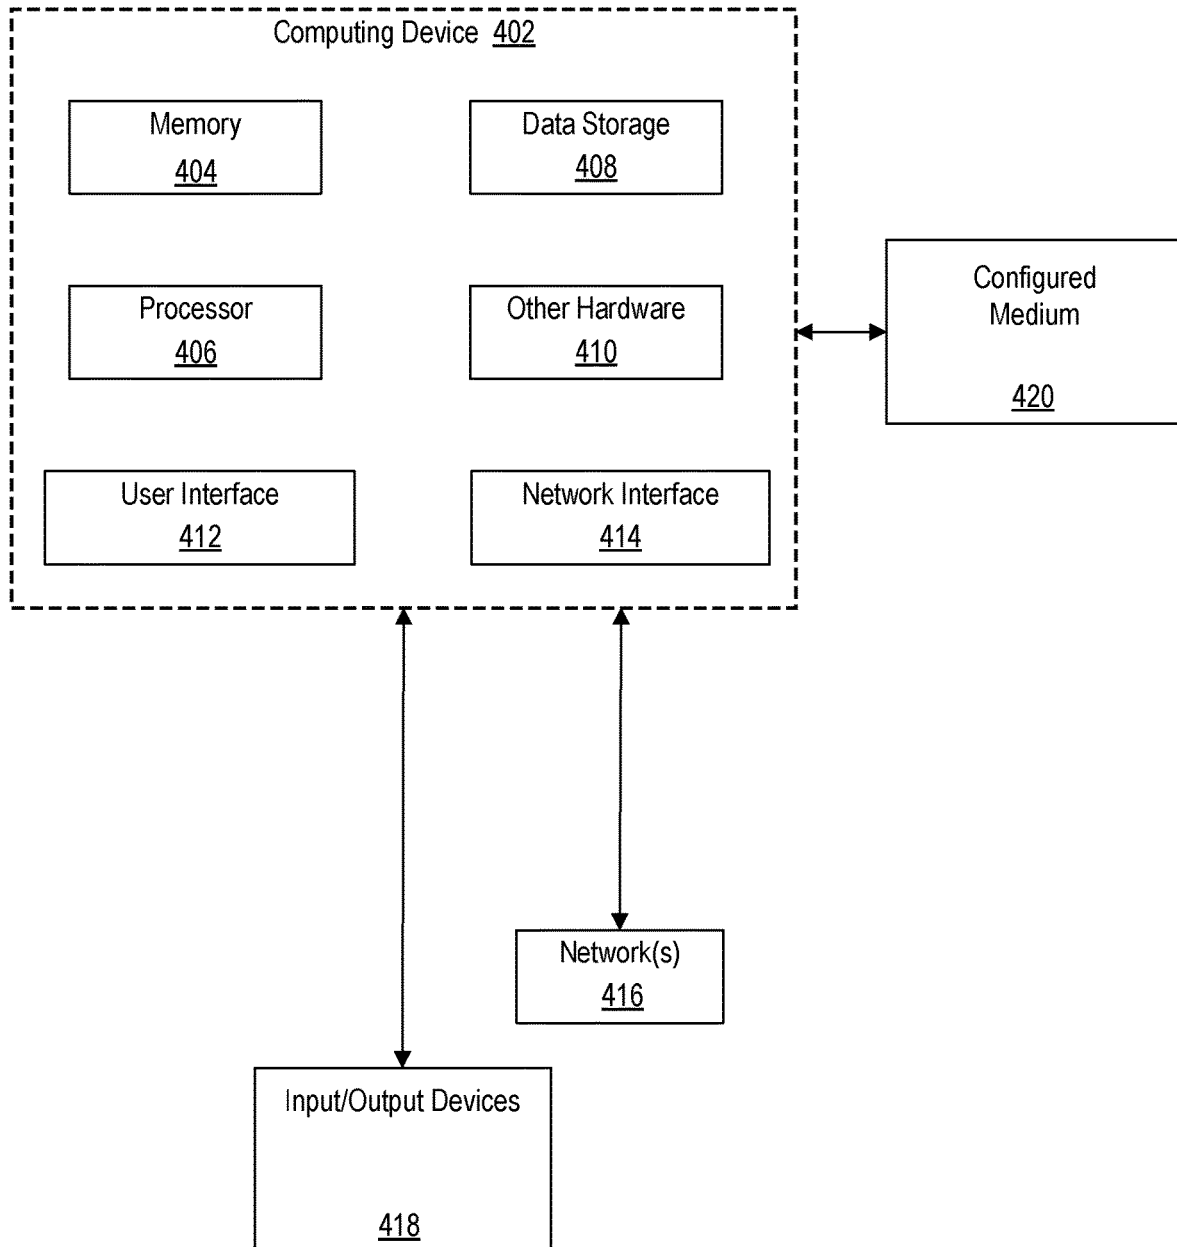 Computing Device 402
Memory
404
Data Storage
408
Processor
406
Other Hardware
410
Configured
Medium
420
User Interface
412
Network Interface
414
Network(s)
416
Input/Output Devices
418